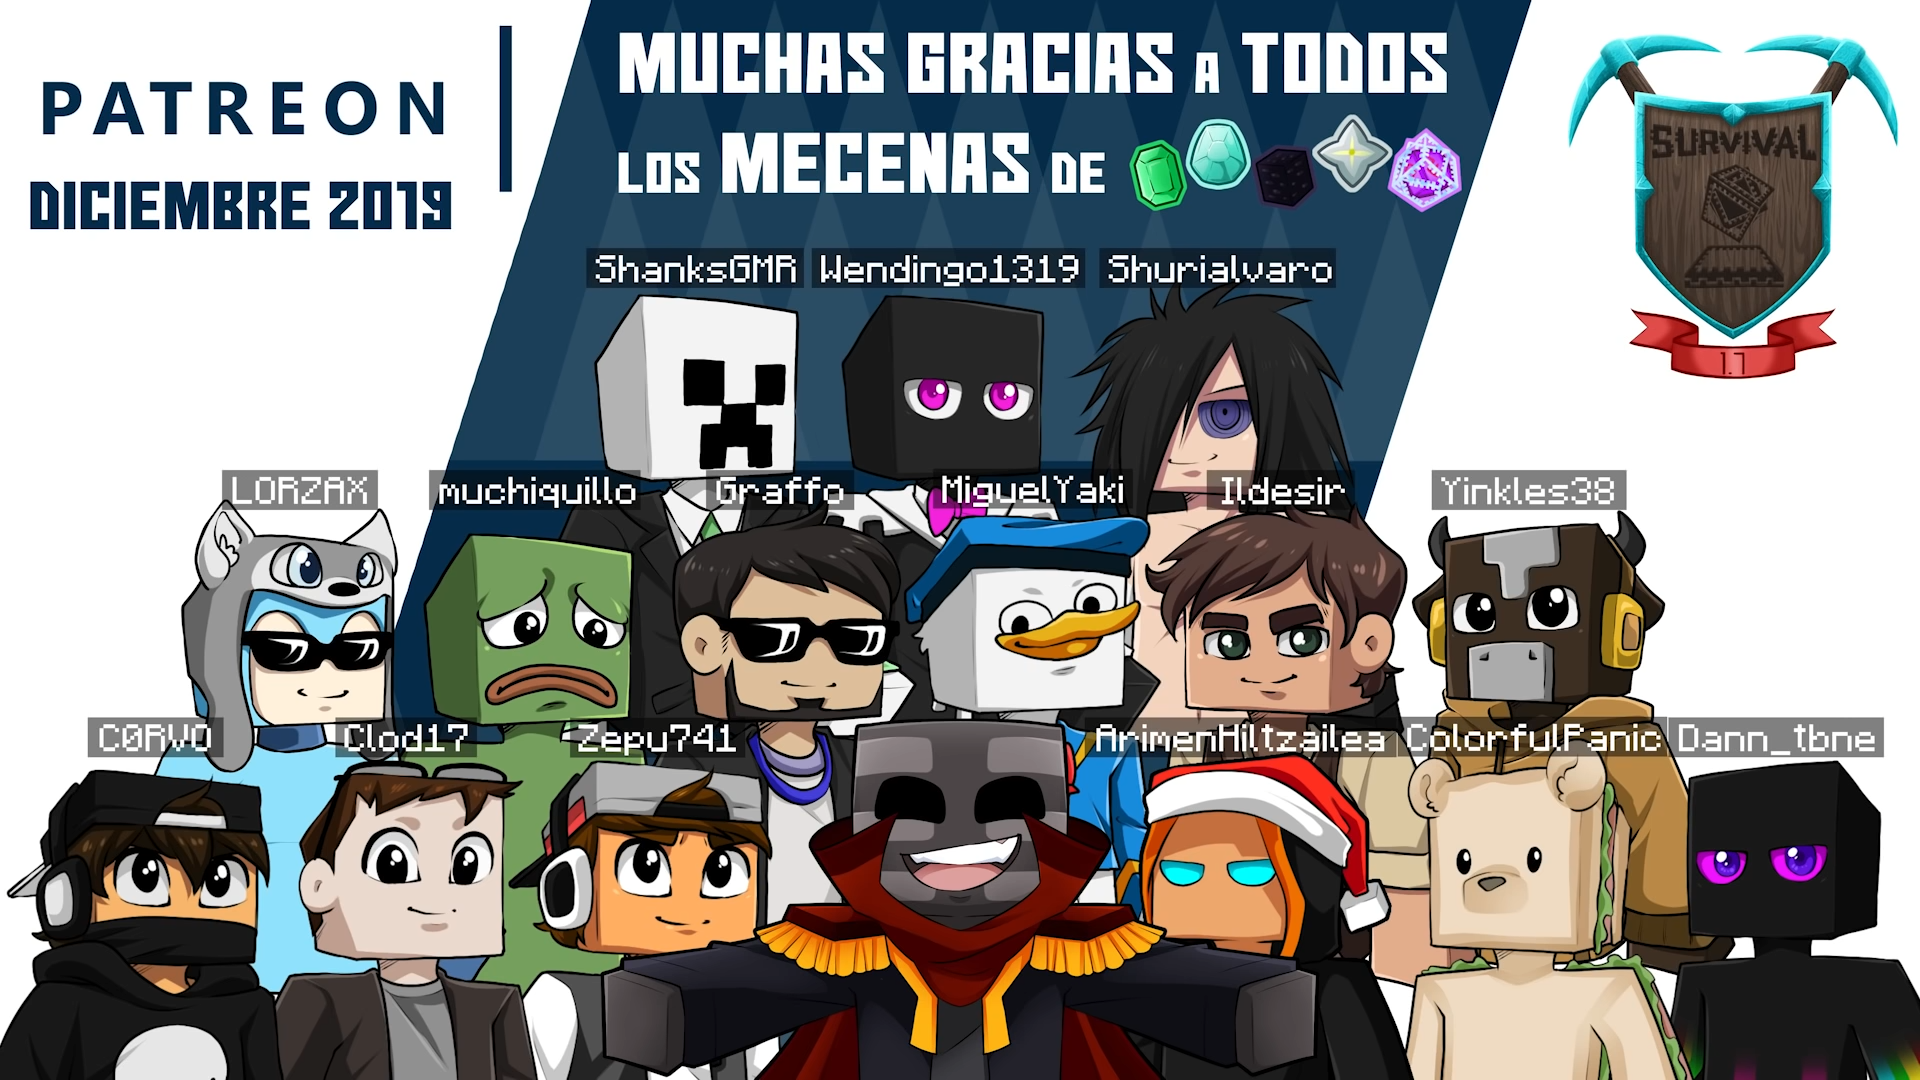 PATREON
DICIEMBRE 2019
MUCHAS GRACIAS A TODOS
LOS MECENAS DE
SURVIVAL
1.1
ShanksGMR Wendingo1319 Shurialvaro
LORZAX muchiquillo Graffo MiguelYaki Ildesir Yinkles38
C0RVO Clod17 Zepu741 ArimenHiltzailea ColorfulPanic Dann_tbne